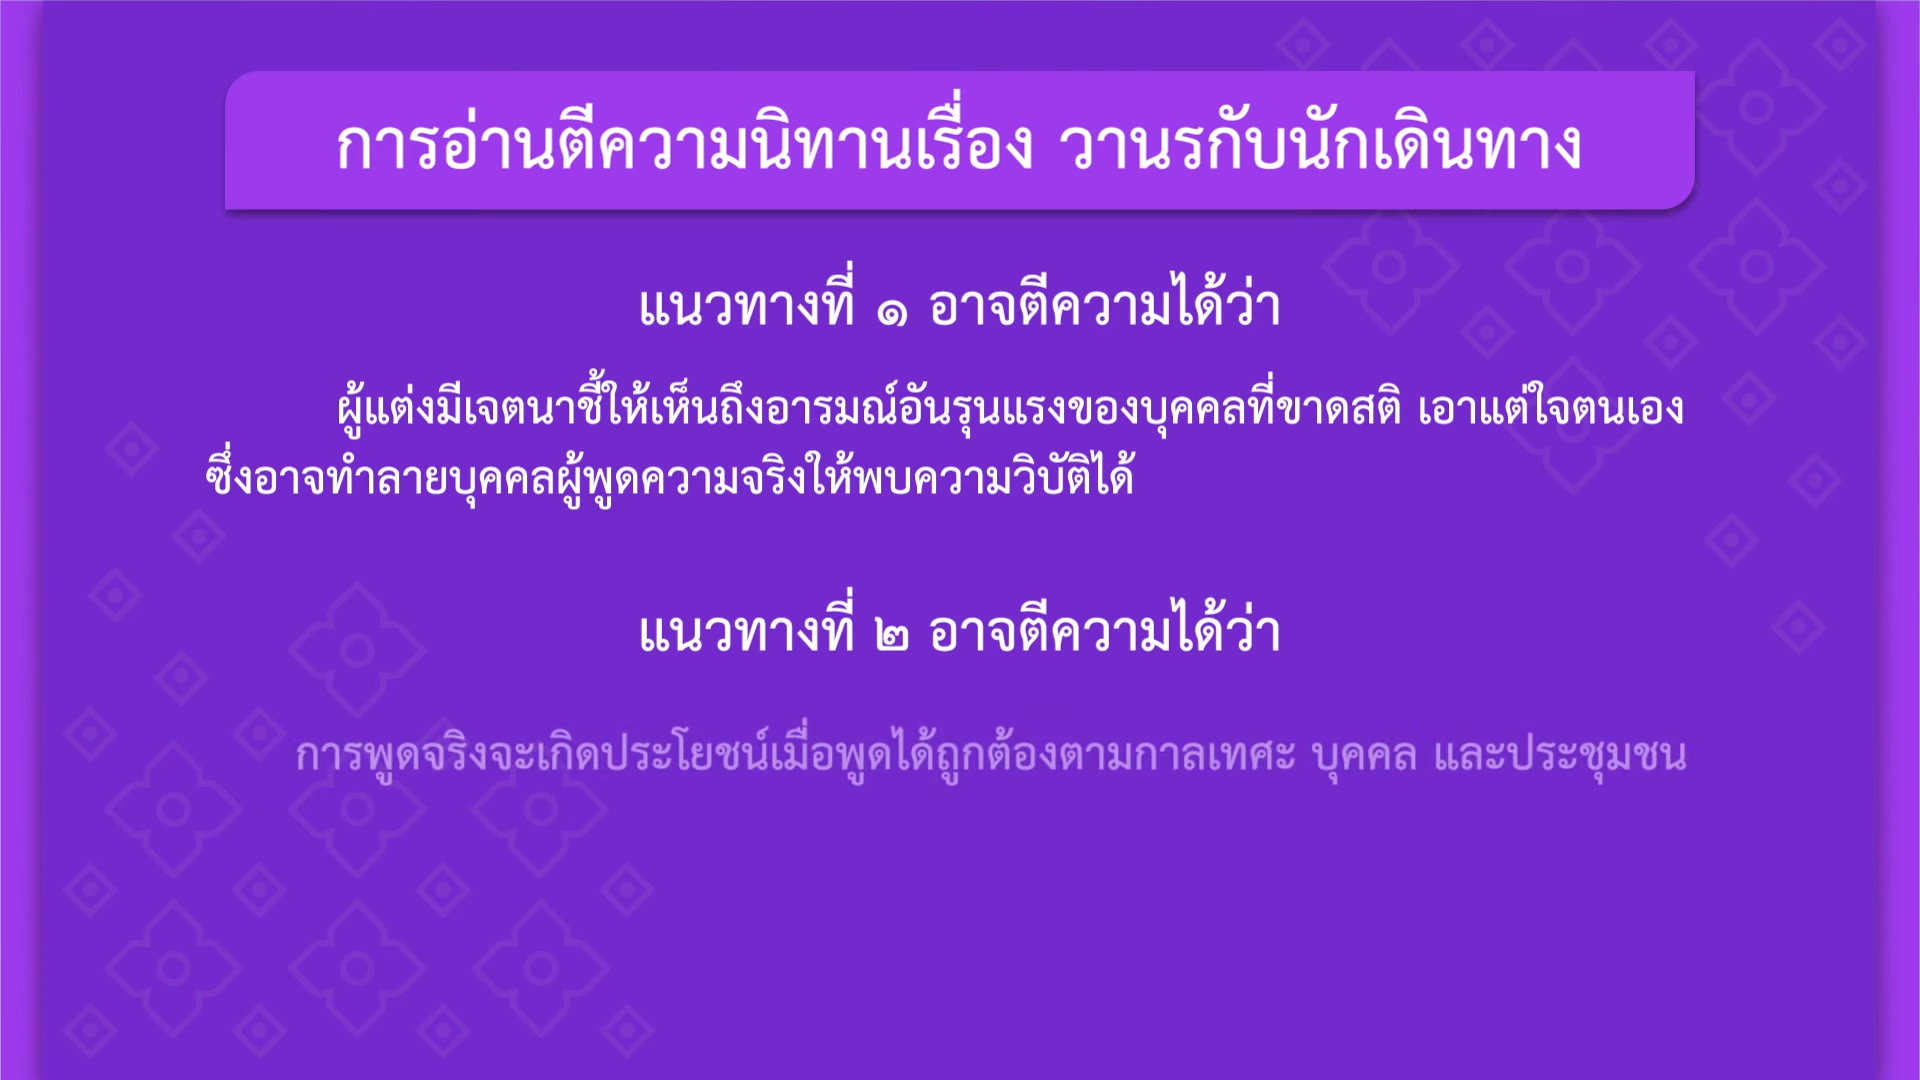 การอ่านตีความนิทานเรื่อง วานรกับนักเดินทาง
แนวทางที่ ๑ อาจตีความได้ว่า
ผู้แต่งมีเจตนาชี้ให้เห็นถึงอารมณ์อันรุนแรงของบุคคลที่ขาดสติ เอาแต่ใจตนเอง
ซึ่งอาจทำลายบุคคลผู้พูดความจริงให้พบความวิบัติได้
แนวทางที่ ๒ อาจตีความได้ว่า
การพูดจริงจะเกิดประโยชน์เมื่อพูดได้ถูกต้องตามกาลเทศะ บุคคล และประชุมชน